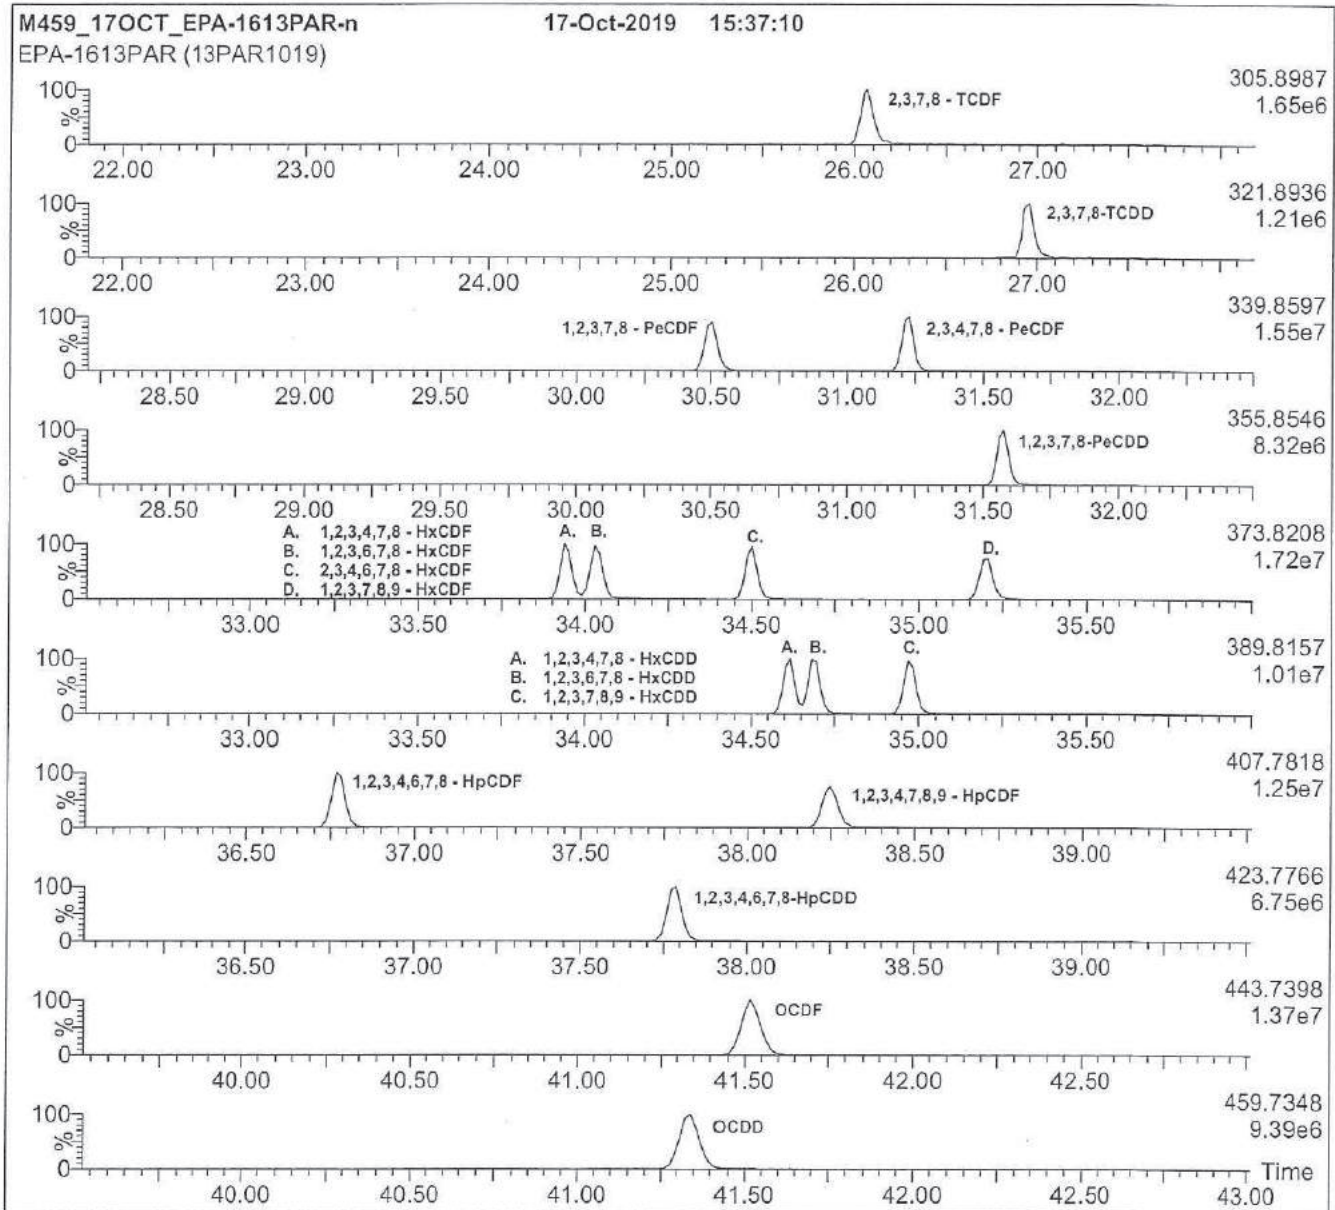 M459_17OCT_EPA-1613PAR-n 17-Oct-2019 15:37:10
EPA-1613PAR (13PAR1019)
305.8987
1.65e6
100
%
0
2,3,7,8 - TCDF
22.00 23.00 24.00 25.00 26.00 27.00
321.8936
1.21e6
100
%
0
2,3,7,8-TCDD
22.00 23.00 24.00 25.00 26.00 27.00
339.8597
1.55e7
100
%
0
1,2,3,7,8 - PeCDF 2,3,4,7,8 - PeCDF
28.50 29.00 29.50 30.00 30.50 31.00 31.50 32.00
355.8546
8.32e6
100
%
0
1,2,3,7,8-PeCDD
28.50 29.00 29.50 30.00 30.50 31.00 31.50 32.00
373.8208
1.72e7
100
%
0
A. 1,2,3,4,7,8 - HxCDF
B. 1,2,3,6,7,8 - HxCDF
C. 2,3,4,6,7,8 - HxCDF
D. 1,2,3,7,8,9 - HxCDF
A. B. C. D.
33.00 33.50 34.00 34.50 35.00 35.50
389.8157
1.01e7
100
%
0
A. 1,2,3,4,7,8 - HxCDD
B. 1,2,3,6,7,8 - HxCDD
C. 1,2,3,7,8,9 - HxCDD
A. B. C.
33.00 33.50 34.00 34.50 35.00 35.50
407.7818
1.25e7
100
%
0
1,2,3,4,6,7,8 - HpCDF 1,2,3,4,7,8,9 - HpCDF
36.50 37.00 37.50 38.00 38.50 39.00
423.7766
6.75e6
100
%
0
1,2,3,4,6,7,8-HpCDD
36.50 37.00 37.50 38.00 38.50 39.00
443.7398
1.37e7
100
%
0
OCDF
40.00 40.50 41.00 41.50 42.00 42.50
459.7348
9.39e6
100
%
0
OCDD
Time
40.00 40.50 41.00 41.50 42.00 42.50 43.00